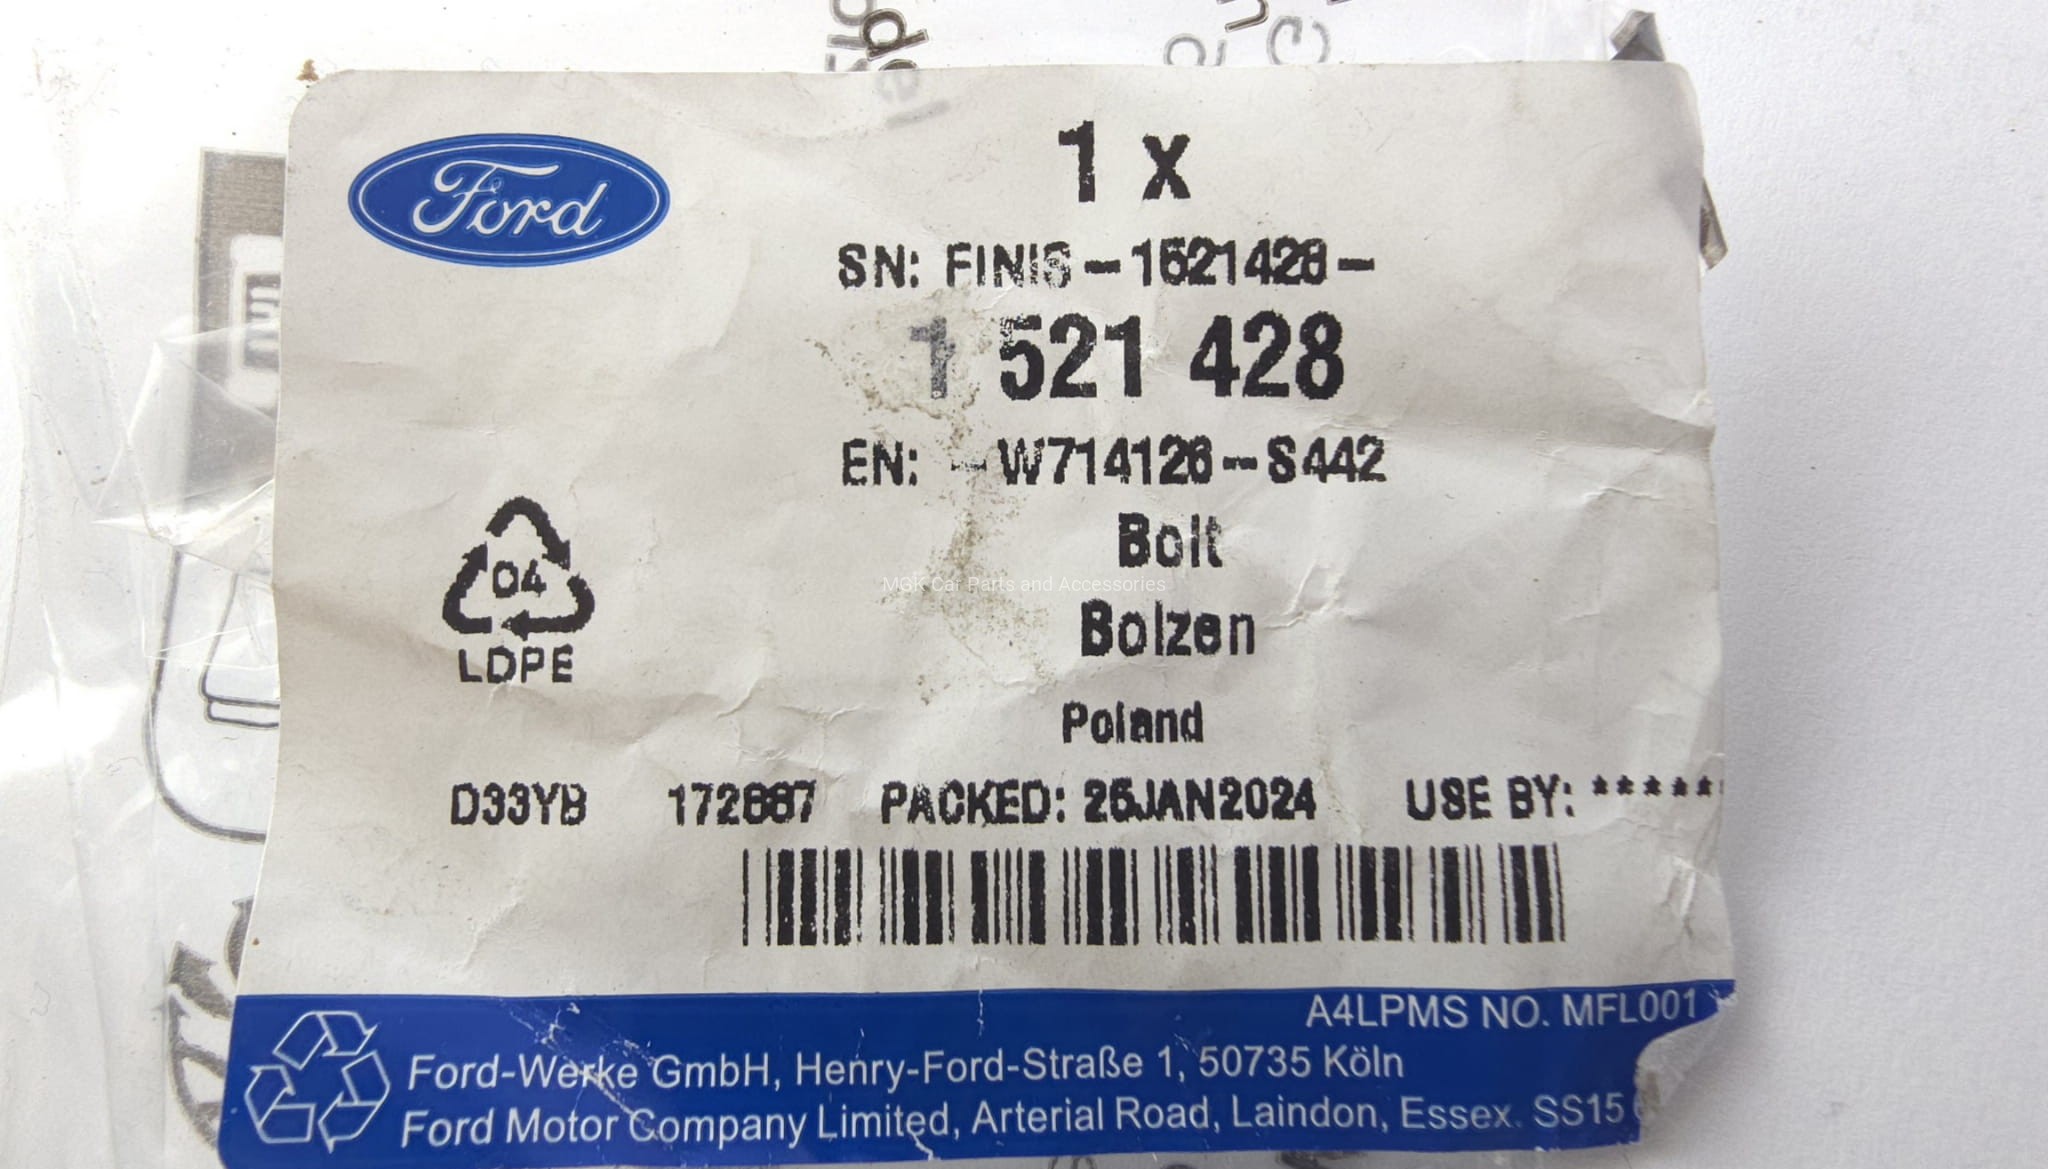 Ford
1 x
SN: FINIS-1521428-
1 521 428
EN: -W714126-S442
Bolt
MGK Car Parts and Accessories
Bolzen
04
LDPE
Poland
D33YB 172887 PACKED: 25JAN2024 USE BY: *****
A4LPMS NO. MFL001
Ford-Werke GmbH, Henry-Ford-Straße 1, 50735 Köln
Ford Motor Company Limited, Arterial Road, Laindon, Essex. SS15